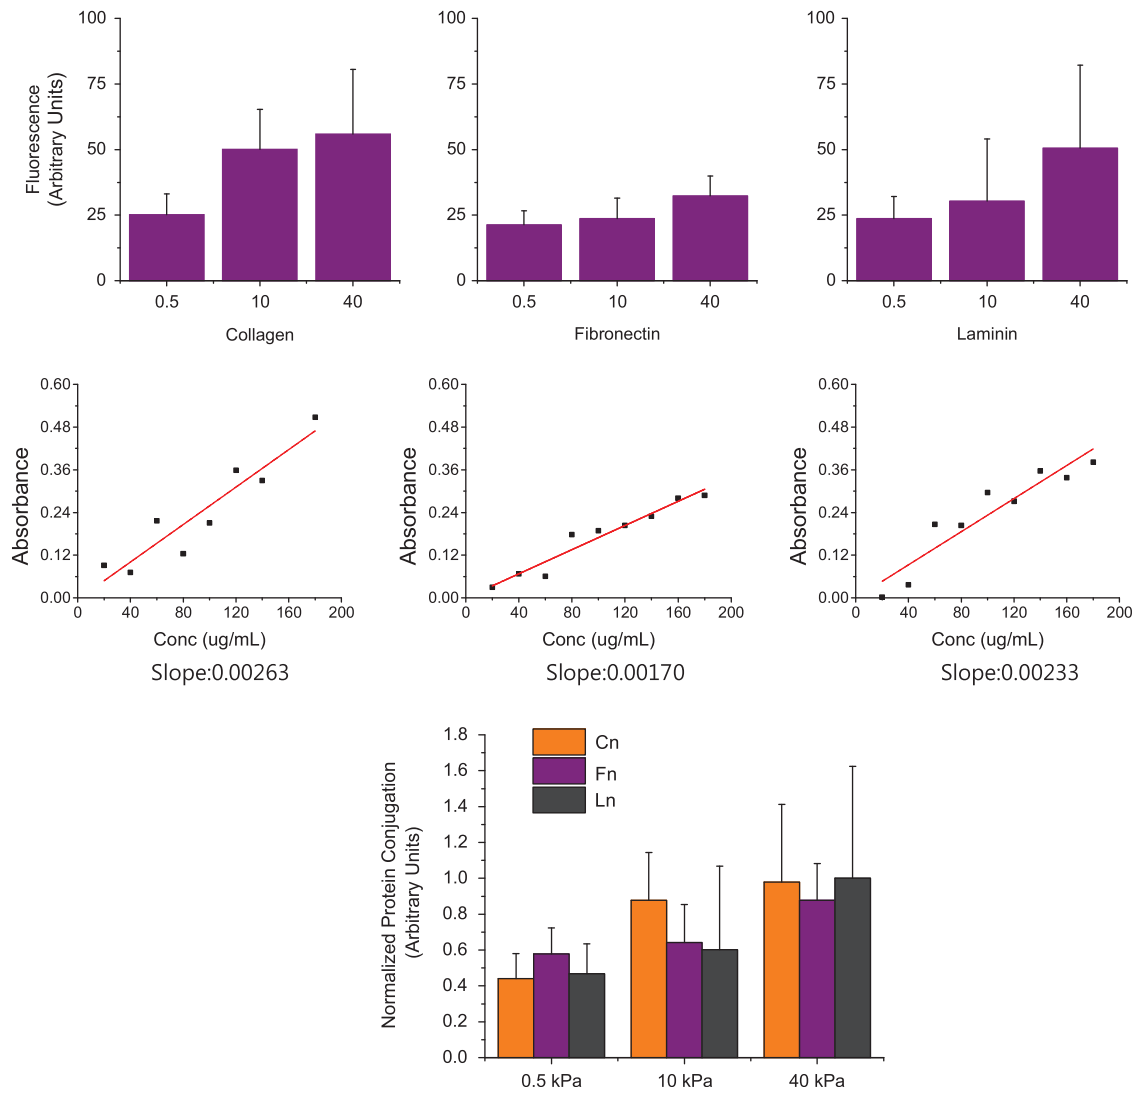 Fluorescence
(Arbitrary Units)
100
75
50
25
0
0.5 10 40
Collagen
100
75
50
25
0
0.5 10 40
Fibronectin
100
75
50
25
0
0.5 10 40
Laminin
Absorbance
0.60
0.48
0.36
0.24
0.12
0.00
0 40 80 120 160 200
Conc (ug/mL)
Slope:0.00263
Absorbance
0.60
0.48
0.36
0.24
0.12
0.00
0 40 80 120 160 200
Conc (ug/mL)
Slope:0.00170
Absorbance
0.60
0.48
0.36
0.24
0.12
0.00
0 40 80 120 160 200
Conc (ug/mL)
Slope:0.00233
Normalized Protein Conjugation
(Arbitrary Units)
1.8
1.6
1.4
1.2
1.0
0.8
0.6
0.4
0.2
0.0
Cn
Fn
Ln
0.5 kPa 10 kPa 40 kPa